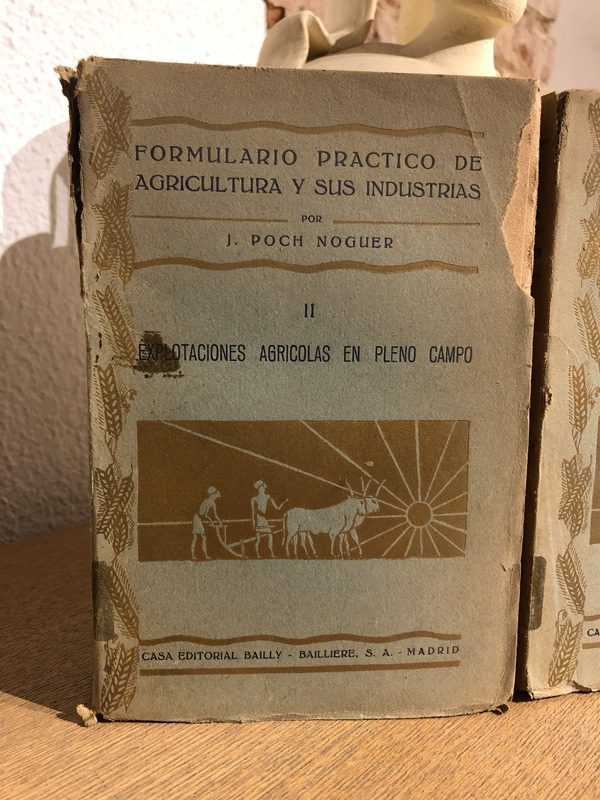 FORMULARIO PRACTICO DE
AGRICULTURA Y SUS INDUSTRIAS
POR
J. POCH NOGUER
II
EXPLOTACIONES AGRICOLAS EN PLENO CAMPO
CASA EDITORIAL BAILLY - BAILLIERE, S. A. - MADRID
CA